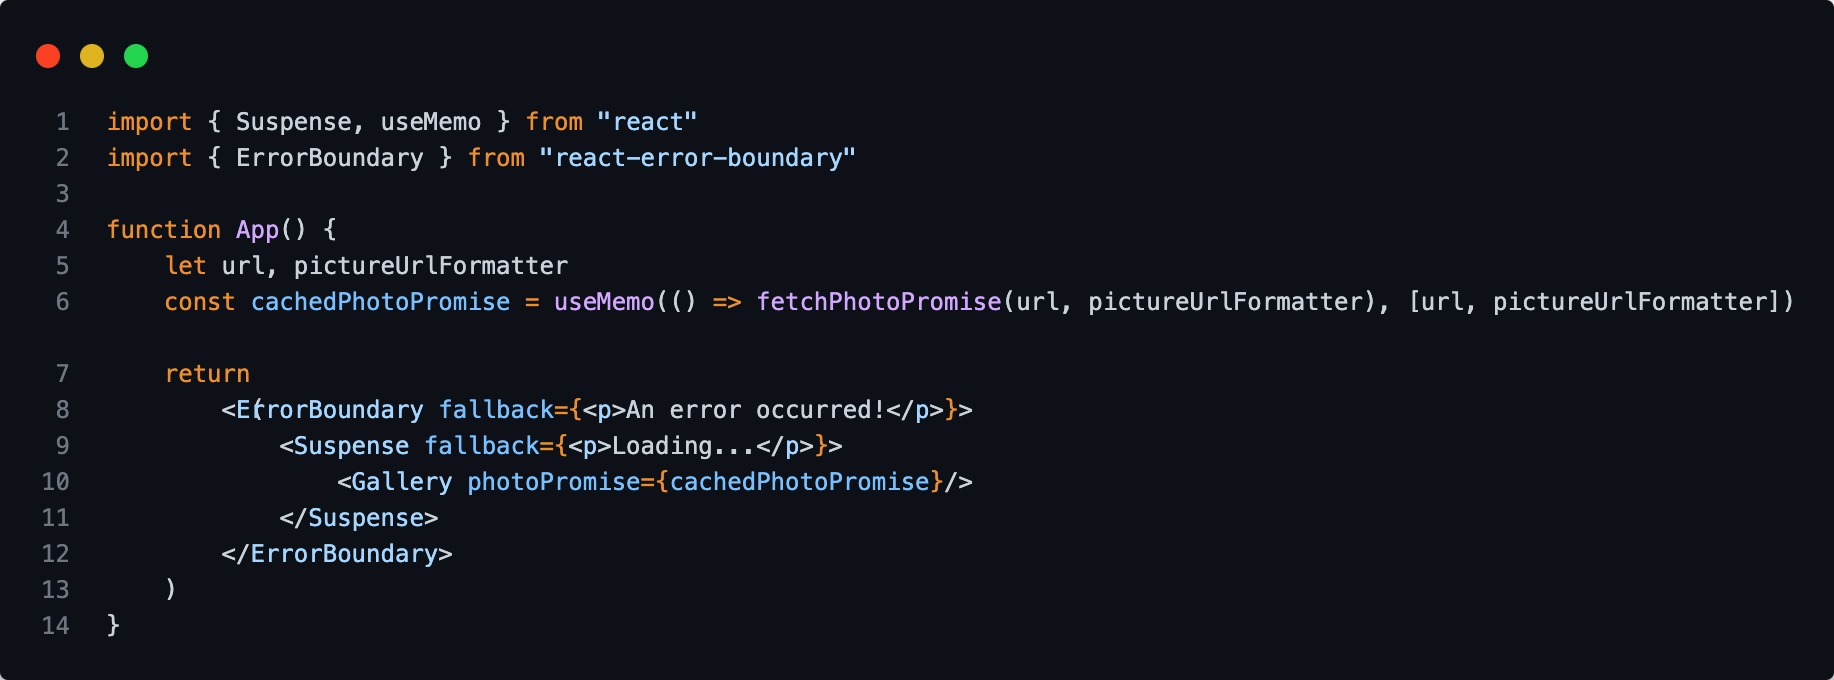 1 import { Suspense, useMemo } from "react"
2 import { ErrorBoundary } from "react-error-boundary"
3
4 function App() {
5     let url, pictureUrlFormatter
6     const cachedPhotoPromise = useMemo(() => fetchPhotoPromise(url, pictureUrlFormatter), [url, pictureUrlFormatter])
7     return (
8         <ErrorBoundary fallback={<p>An error occurred!</p>}>
9             <Suspense fallback={<p>Loading...</p>}>
10                 <Gallery photoPromise={cachedPhotoPromise}/>
11             </Suspense>
12         </ErrorBoundary>
13     )
14 }